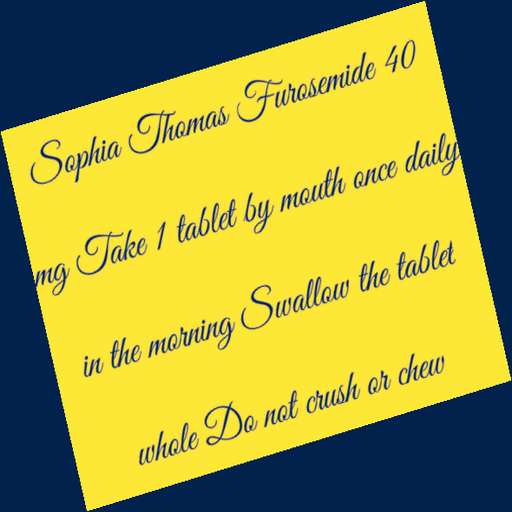 Sophia Thomas Furosemide 40
mg Take 1 tablet by mouth once daily
in the morning Swallow the tablet
whole Do not crush or chew